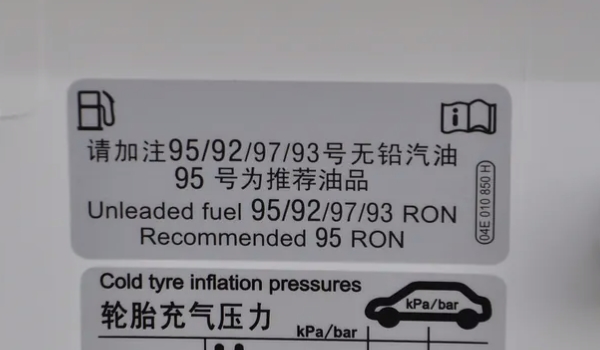 请加注95/92/97/93号无铅汽油
95 号为推荐油品
Unleaded fuel 95/92/97/93 RON
Recommended 95 RON
04E 010 850 H
Cold tyre inflation pressures
轮胎充气压力
kPa/bar
kPa/bar